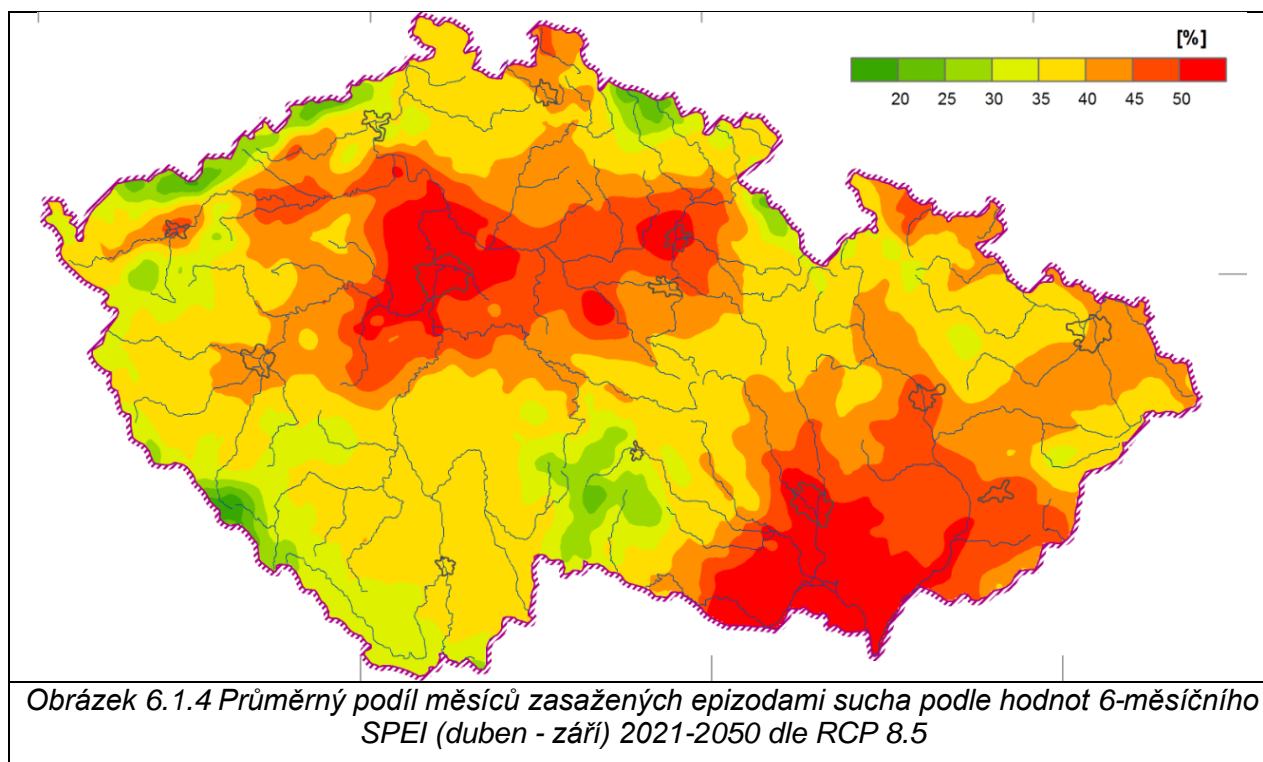 [%]
20 25 30 35 40 45 50
Obrázek 6.1.4 Průměrný podíl měsíců zasažených epizodami sucha podle hodnot 6-měsíčního
SPEI (duben - září) 2021-2050 dle RCP 8.5